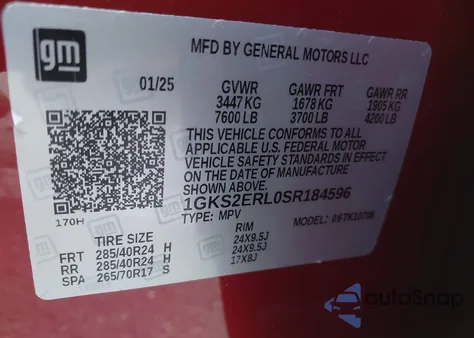 gm
MFD BY GENERAL MOTORS LLC
01/25
GVWR GAWR FRT GAWR RR
3447 KG 1678 KG 1905 KG
7600 LB 3700 LB 4200 LB
THIS VEHICLE CONFORMS TO ALL
APPLICABLE U.S. FEDERAL MOTOR
VEHICLE SAFETY STANDARDS IN EFFECT
ON THE DATE OF MANUFACTURE
SHOWN ABOVE.
1GKS2ERL0SR184596
170H
TYPE: MPV MODEL:
TIRE SIZE RIM
FRT 285/40R24 H 24X9.5J
RR 285/40R24 H 24X9.5J
SPA 265/70R17 S 17X8J
autoSnap